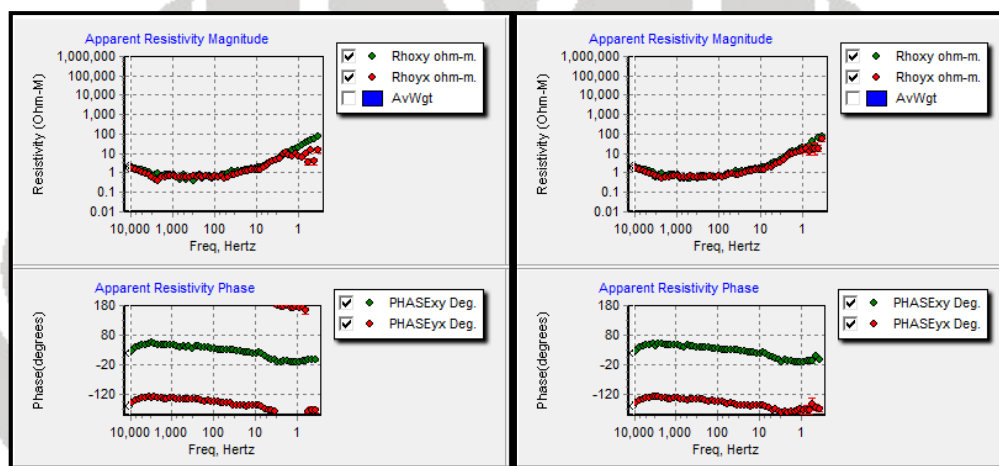 Apparent Resistivity Magnitude
Resistivity (Ohm-M)
1,000,000
100,000
10,000
1,000
100
10
1
0.1
0.01
10,000 1,000 100 10 1
Freq, Hertz
Rhoxy ohm-m.
Rhoyx ohm-m.
AvWgt
Apparent Resistivity Phase
Phase(degrees)
180
80
-20
-120
10,000 1,000 100 10 1
Freq, Hertz
PHASExy Deg.
PHASEyx Deg.
Apparent Resistivity Magnitude
Resistivity (Ohm-M)
1,000,000
100,000
10,000
1,000
100
10
1
0.1
0.01
10,000 1,000 100 10 1
Freq, Hertz
Rhoxy ohm-m.
Rhoyx ohm-m.
AvWgt
Apparent Resistivity Phase
Phase(degrees)
180
80
-20
-120
10,000 1,000 100 10 1
Freq, Hertz
PHASExy Deg.
PHASEyx Deg.